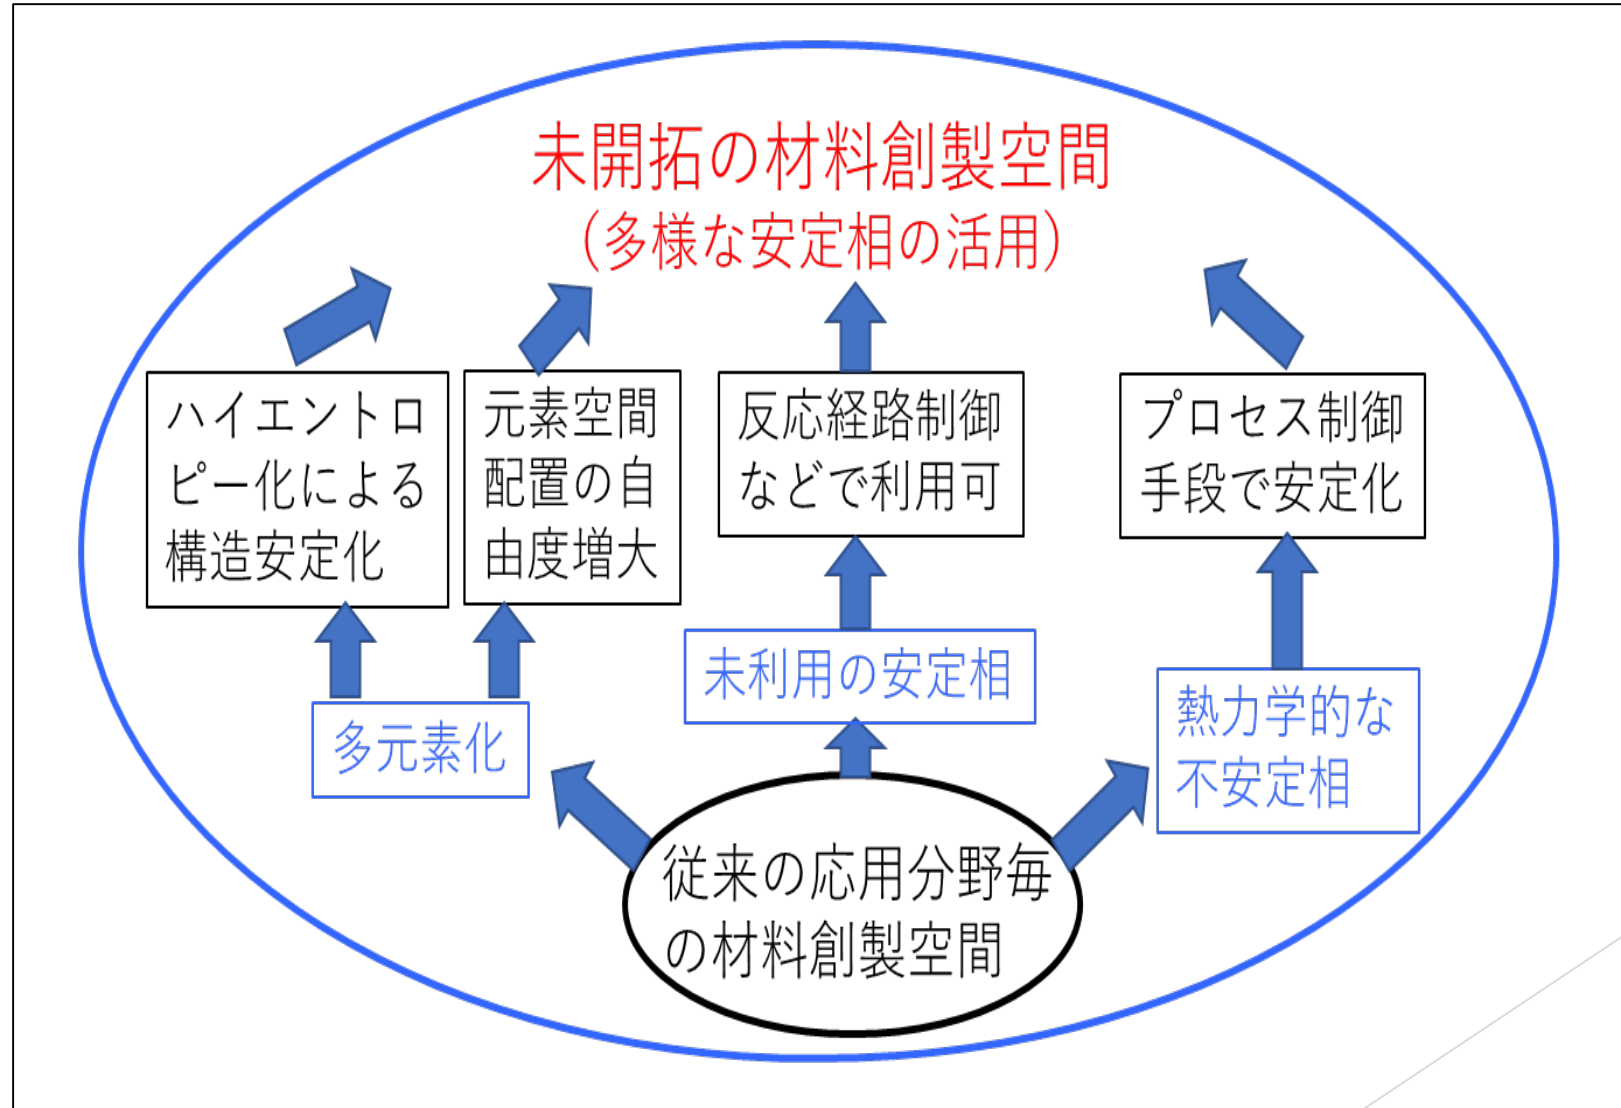 未開拓の材料創製空間
(多様な安定相の活用)
ハイエントロ
ピー化による
構造安定化
元素空間
配置の自
由度増大
反応経路制御
などで利用可
プロセス制御
手段で安定化
多元素化
未利用の安定相
熱力学的な
不安定相
従来の応用分野毎
の材料創製空間